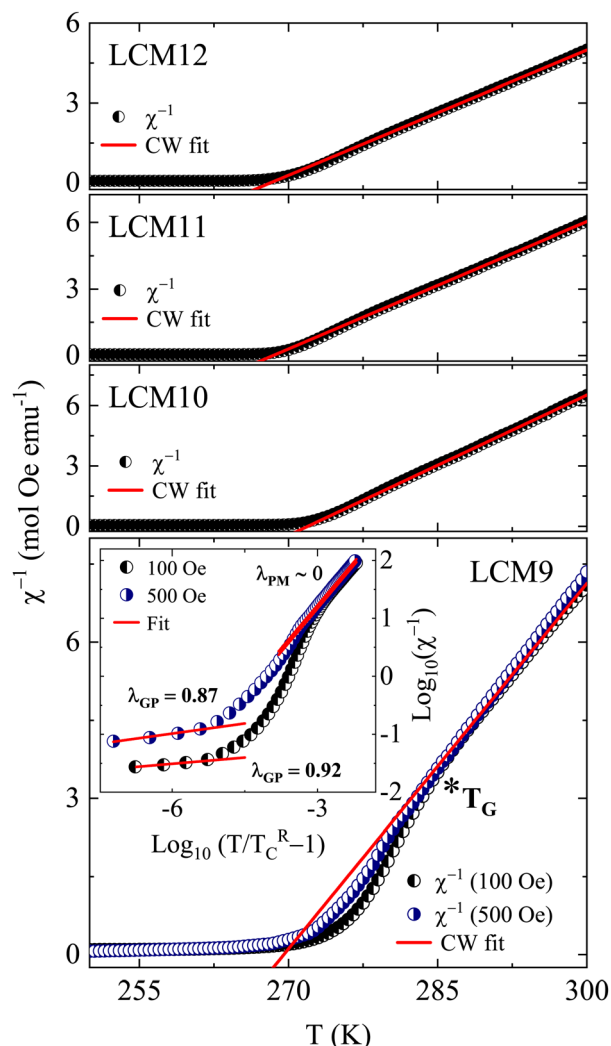 LCM12
χ⁻¹
CW fit
6
3
0
LCM11
χ⁻¹
CW fit
6
3
0
LCM10
χ⁻¹
CW fit
6
3
0
χ⁻¹ (mol Oe emu⁻¹)
LCM9
100 Oe
500 Oe
Fit
λPM ~ 0
λGP = 0.87
λGP = 0.92
2
1
0
-1
-2
Log₁₀(χ⁻¹)
-6 -3
Log₁₀ (T/T_C^R−1)
*T_G
χ⁻¹ (100 Oe)
χ⁻¹ (500 Oe)
CW fit
6
3
0
255 270 285 300
T (K)